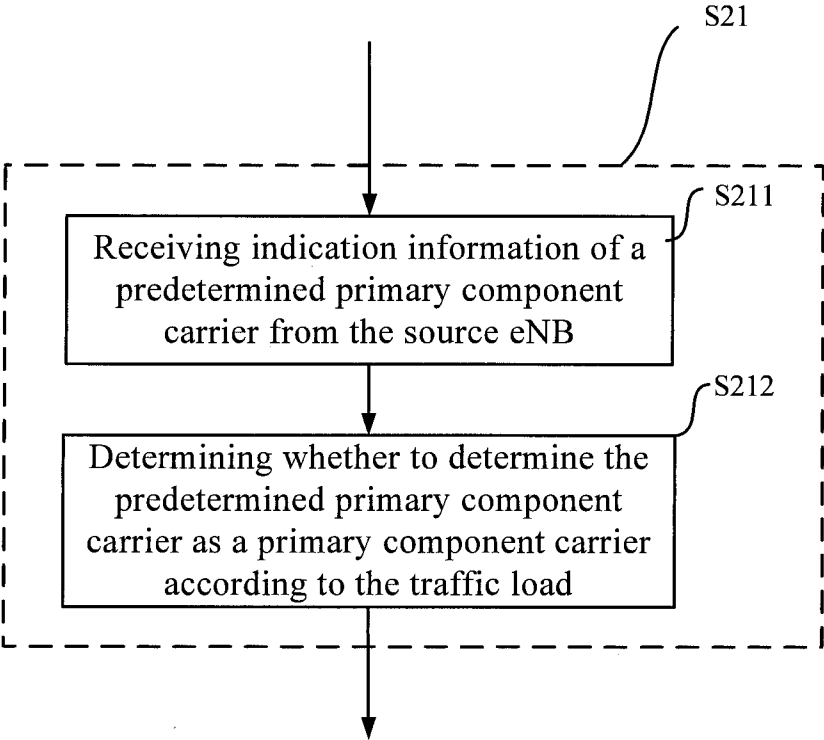 S21
S211
Receiving indication information of a
predetermined primary component
carrier from the source eNB
S212
Determining whether to determine the
predetermined primary component
carrier as a primary component carrier
according to the traffic load